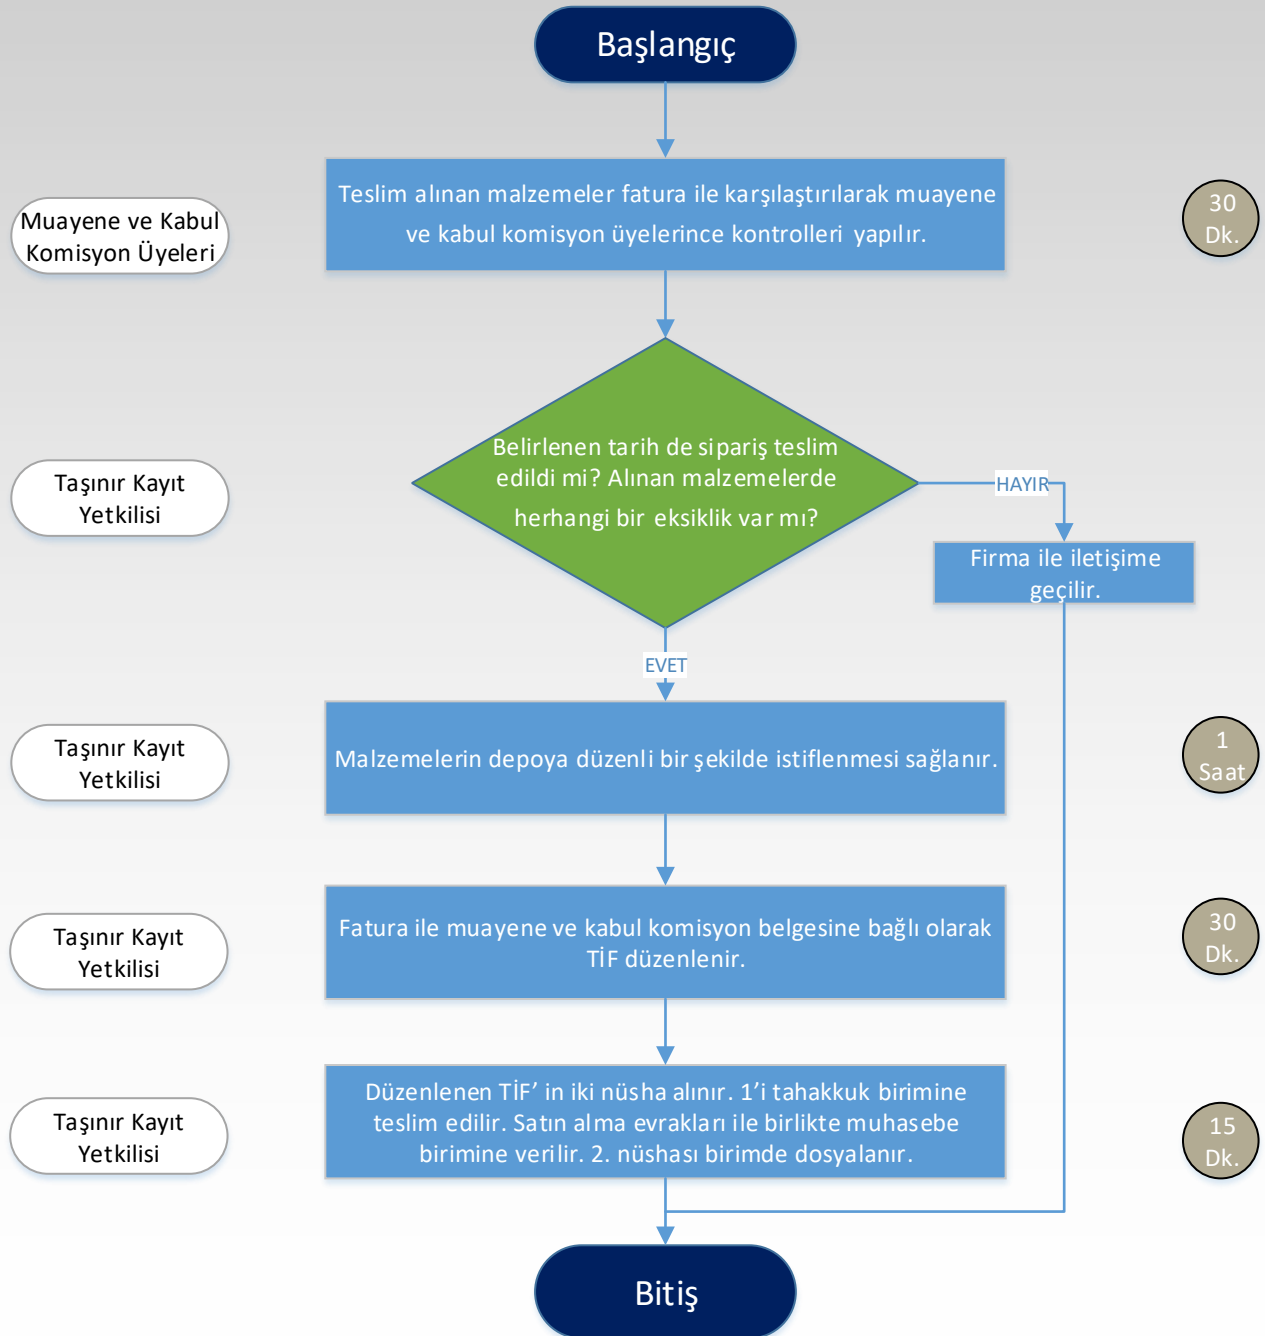 Başlangıç
Muayene ve Kabul
Komisyon Üyeleri
Teslim alınan malzemeler fatura ile karşılaştırılarak muayene
ve kabul komisyon üyelerince kontrolleri yapılır.
30
Dk.
Taşınır Kayıt
Yetkilisi
Belirlenen tarih de sipariş teslim
edildi mi? Alınan malzemelerde
herhangi bir eksiklik var mı?
HAYIR
Firma ile iletişime
geçilir.
EVET
Taşınır Kayıt
Yetkilisi
Malzemelerin depoya düzenli bir şekilde istiflenmesi sağlanır.
1
Saat
Taşınır Kayıt
Yetkilisi
Fatura ile muayene ve kabul komisyon belgesine bağlı olarak
TİF düzenlenir.
30
Dk.
Taşınır Kayıt
Yetkilisi
Düzenlenen TİF’ in iki nüsha alınır. 1’i tahakkuk birimine
teslim edilir. Satın alma evrakları ile birlikte muhasebe
birimine verilir. 2. nüshası birimde dosyalanır.
15
Dk.
Bitiş